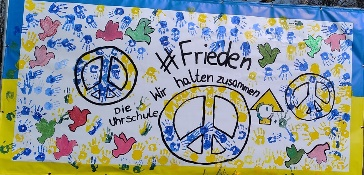 #Frieden
Wir halten zusammen
Die
Uhrschule